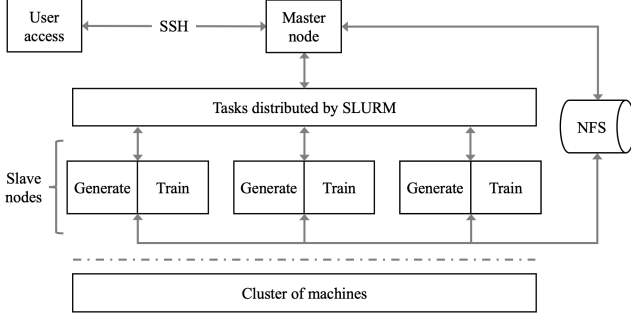 User
access
SSH
Master
node
Tasks distributed by SLURM
NFS
Slave
nodes
Generate Train
Generate Train
Generate Train
Cluster of machines